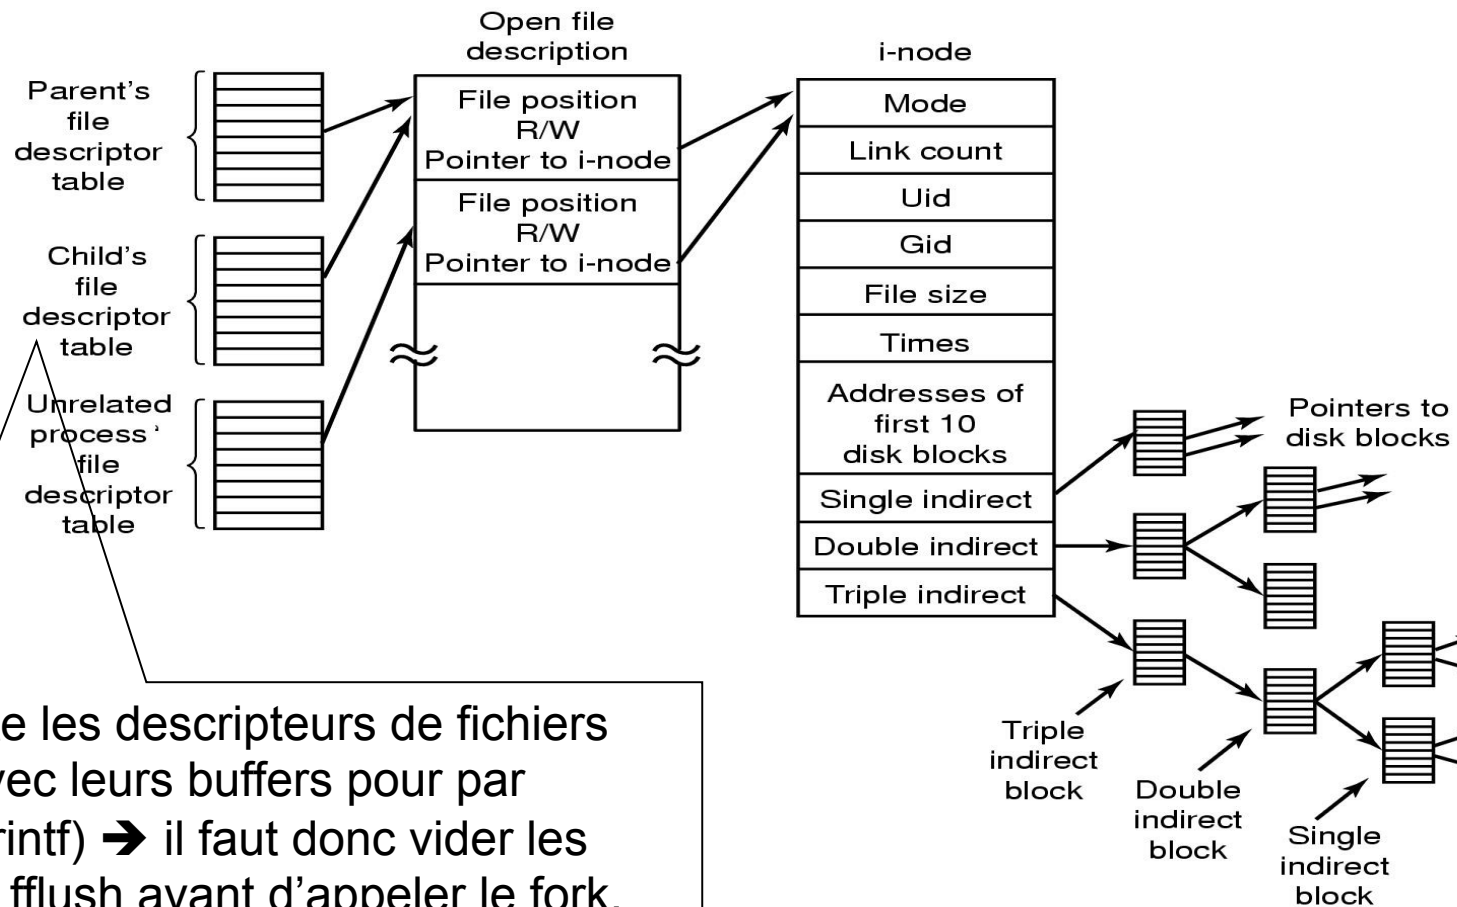 Open file
description
i-node
Parent's
file
descriptor
table
File position
R/W
Pointer to i-node
File position
R/W
Pointer to i-node
Mode
Link count
Uid
Gid
File size
Times
Addresses of
first 10
disk blocks
Single indirect
Double indirect
Triple indirect
Child's
file
descriptor
table
Unrelated
process'
file
descriptor
table
Pointers to
disk blocks
Triple
indirect
block
Double
indirect
block
Single
indirect
block
e les descripteurs de fichiers
vec leurs buffers pour par
rintf) ➔ il faut donc vider les
fflush avant d'appeler le fork.